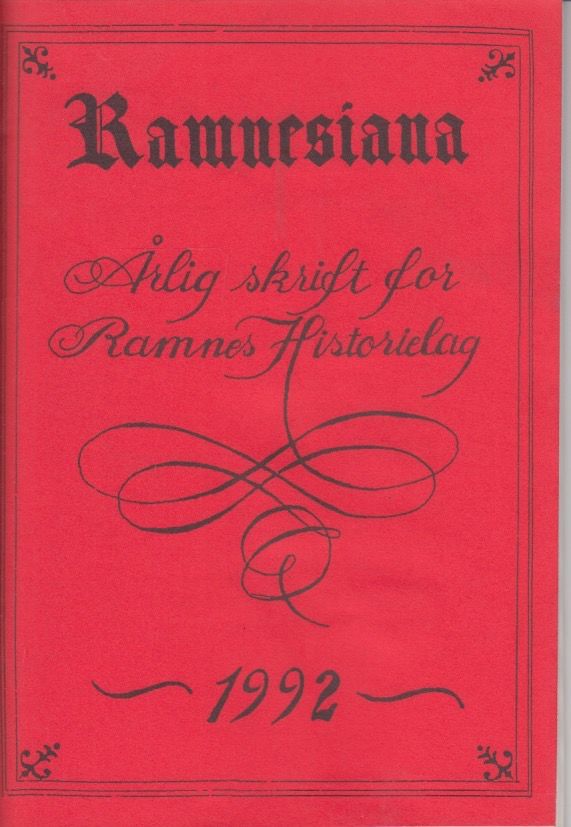 Ramnesiana
Årlig skrift for
Ramnes Historielag
1992